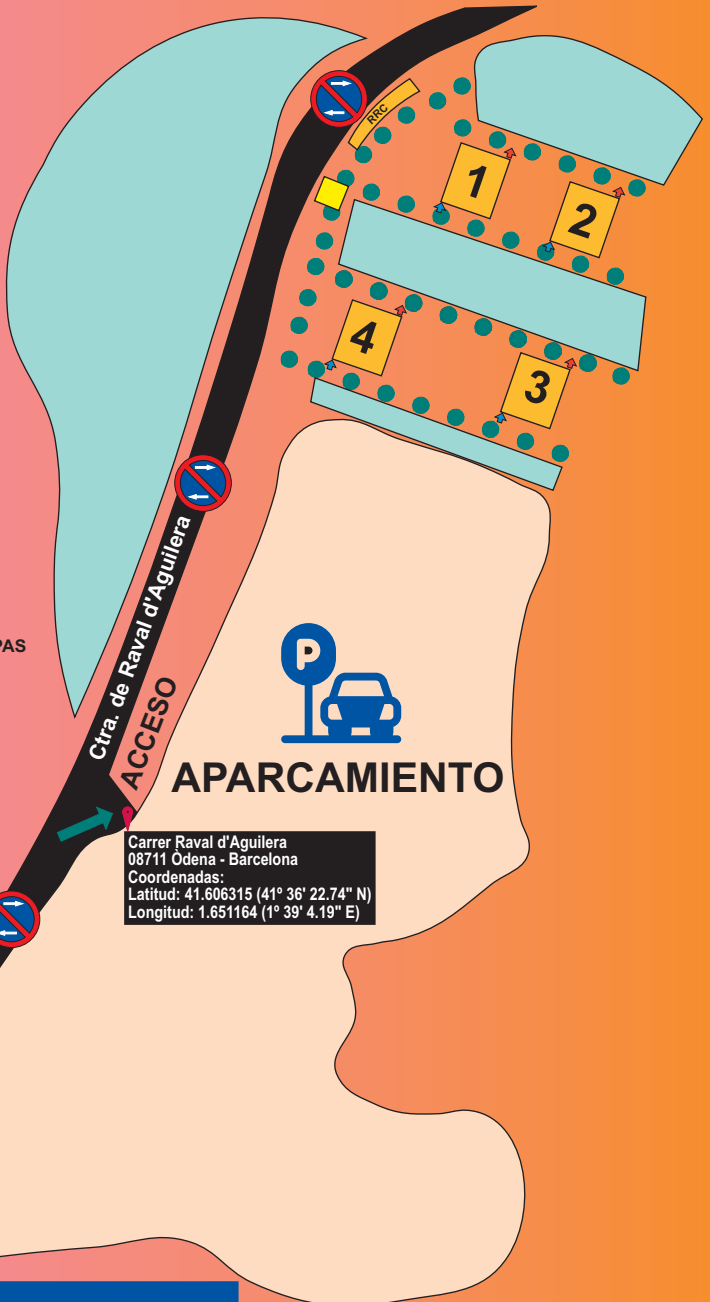 RRC
1
2
4
3
PAS
Ctra. de Raval d'Aguilera
ACCESO
P
APARCAMIENTO
Carrer Raval d'Aguilera
08711 Òdena - Barcelona
Coordenadas:
Latitud: 41.606315 (41º 36' 22.74" N)
Longitud: 1.651164 (1º 39' 4.19" E)